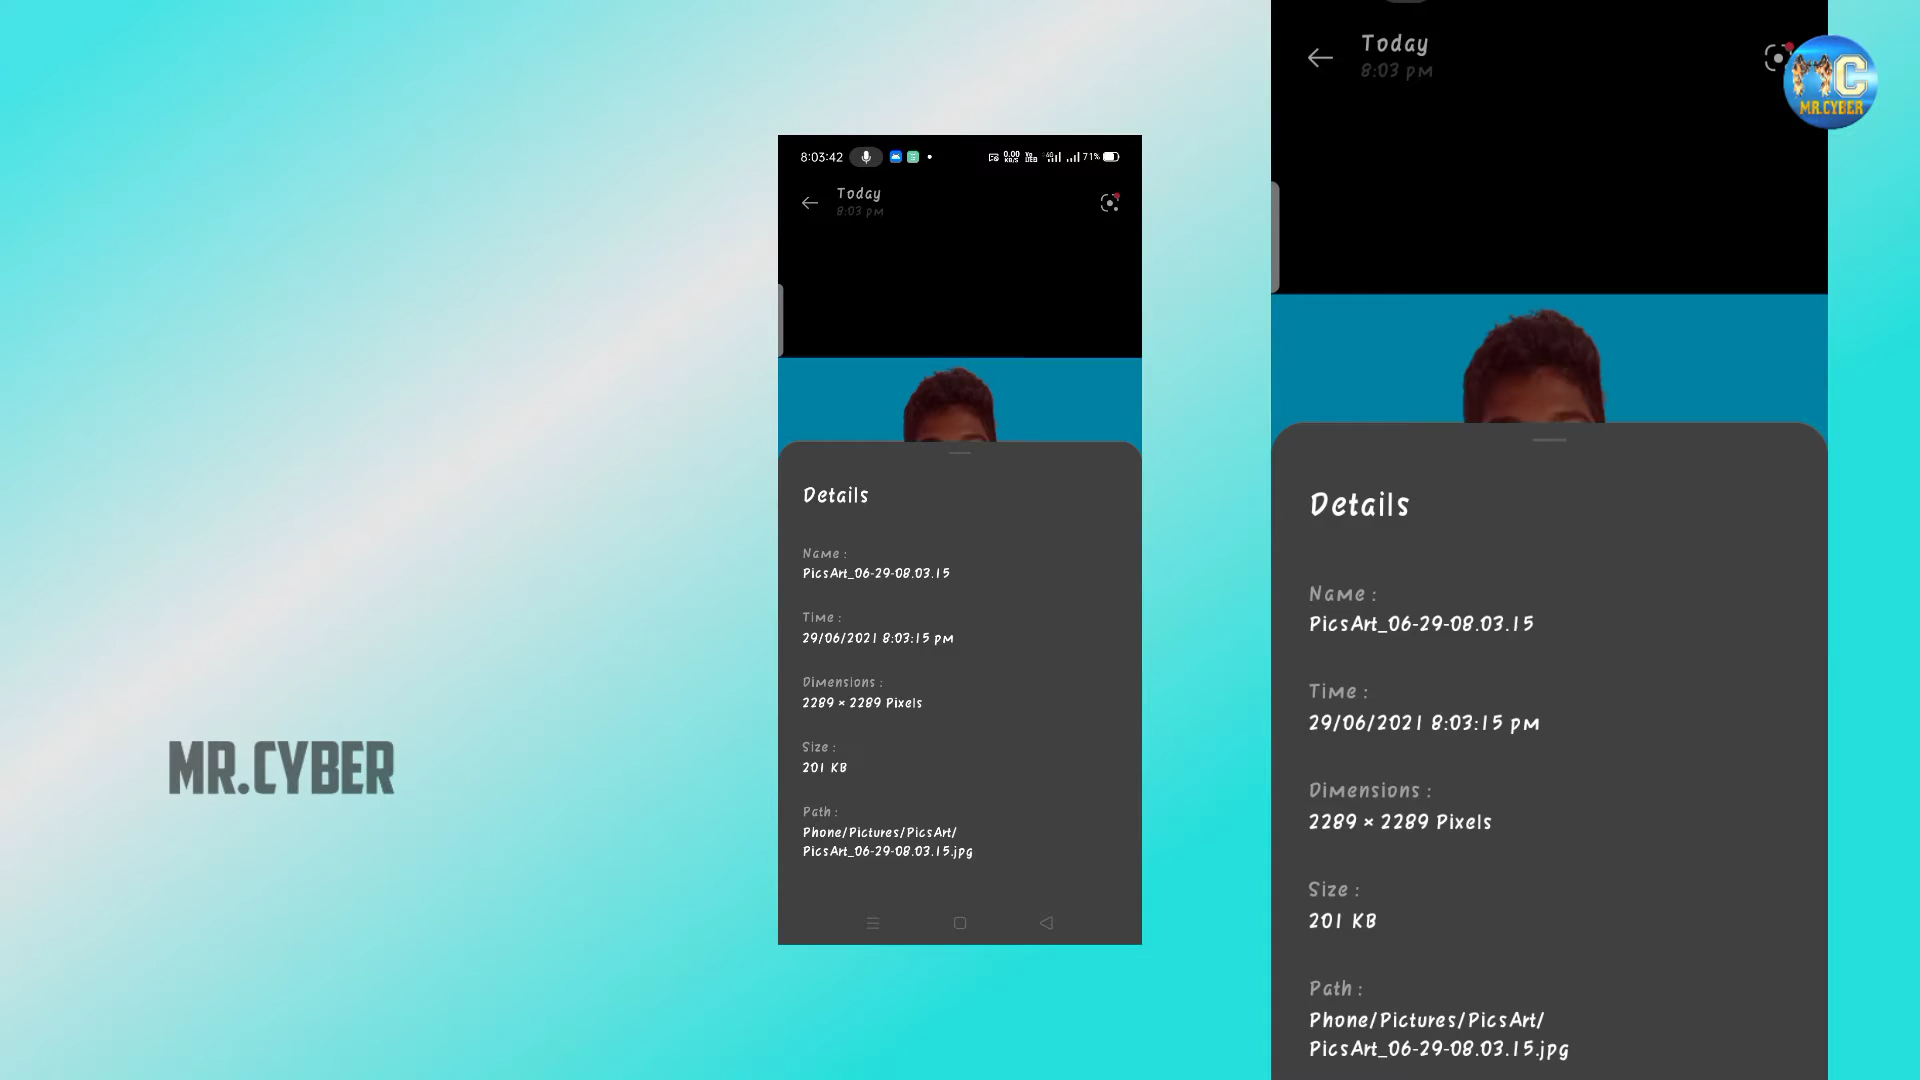 MR.CYBER
8:03:42
71%
Today
8:03 pm
Details
Name :
PicsArt_06-29-08.03.15
Time :
29/06/2021 8:03:15 pm
Dimensions :
2289 × 2289 Pixels
Size :
201 KB
Path :
Phone/Pictures/PicsArt/
PicsArt_06-29-08.03.15.jpg
Today
8:03 pm
MC
MR.CYBER
Details
Name :
PicsArt_06-29-08.03.15
Time :
29/06/2021 8:03:15 pm
Dimensions :
2289 × 2289 Pixels
Size :
201 KB
Path :
Phone/Pictures/PicsArt/
PicsArt_06-29-08.03.15.jpg